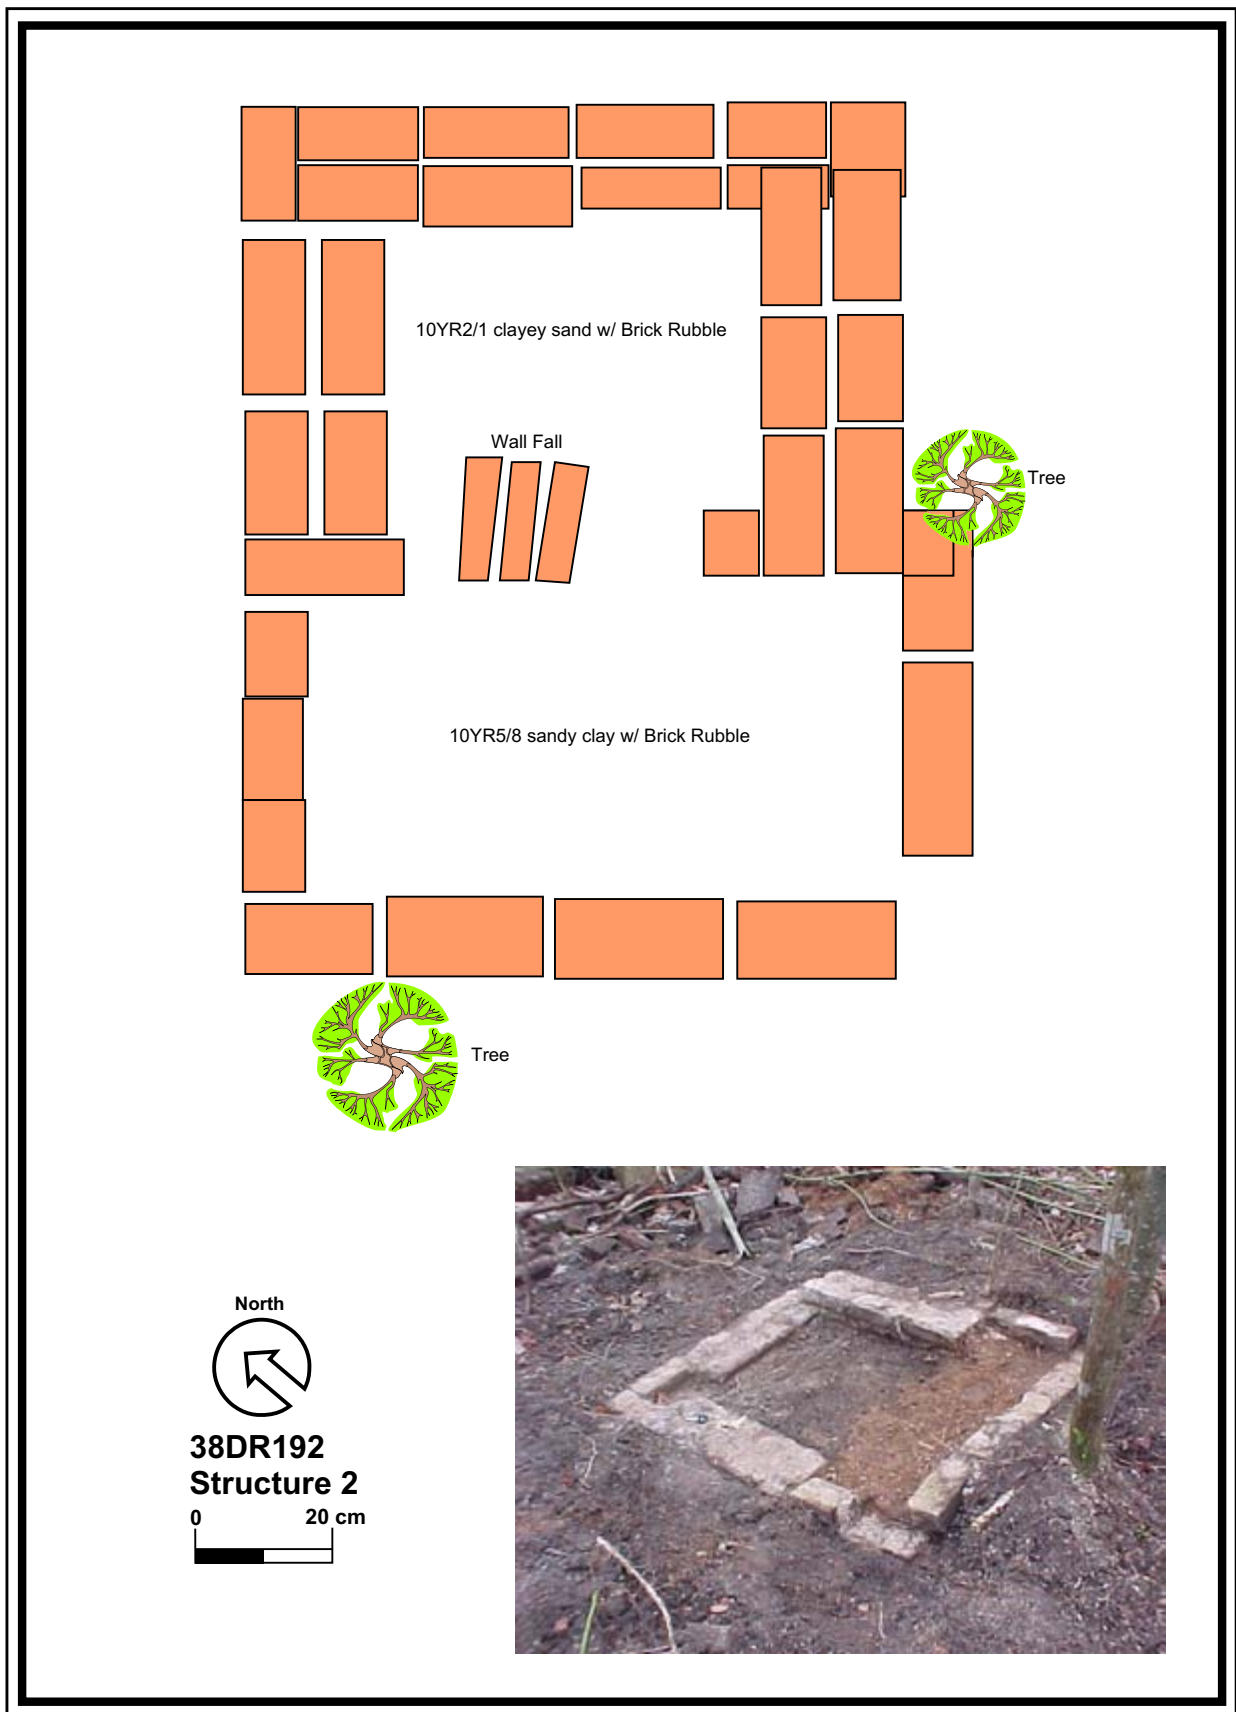 10YR2/1 clayey sand w/ Brick Rubble
Wall Fall
Tree
10YR5/8 sandy clay w/ Brick Rubble
Tree
North
38DR192
Structure 2
0 20 cm